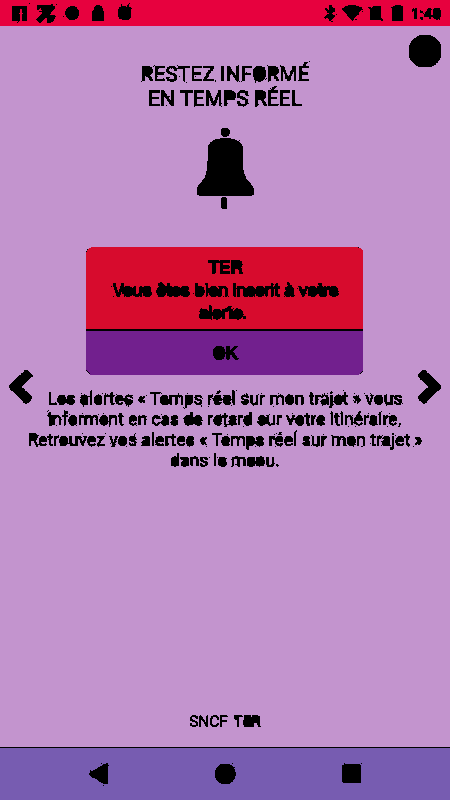 1:48
RESTEZ INFORMÉ
EN TEMPS RÉEL
TER
Vous êtes bien inscrit à votre
alerte.
OK
Les alertes « Temps réel sur mon trajet » vous
informent en cas de retard sur votre itinéraire.
Retrouvez vos alertes « Temps réel sur mon trajet »
dans le menu.
SNCF TER